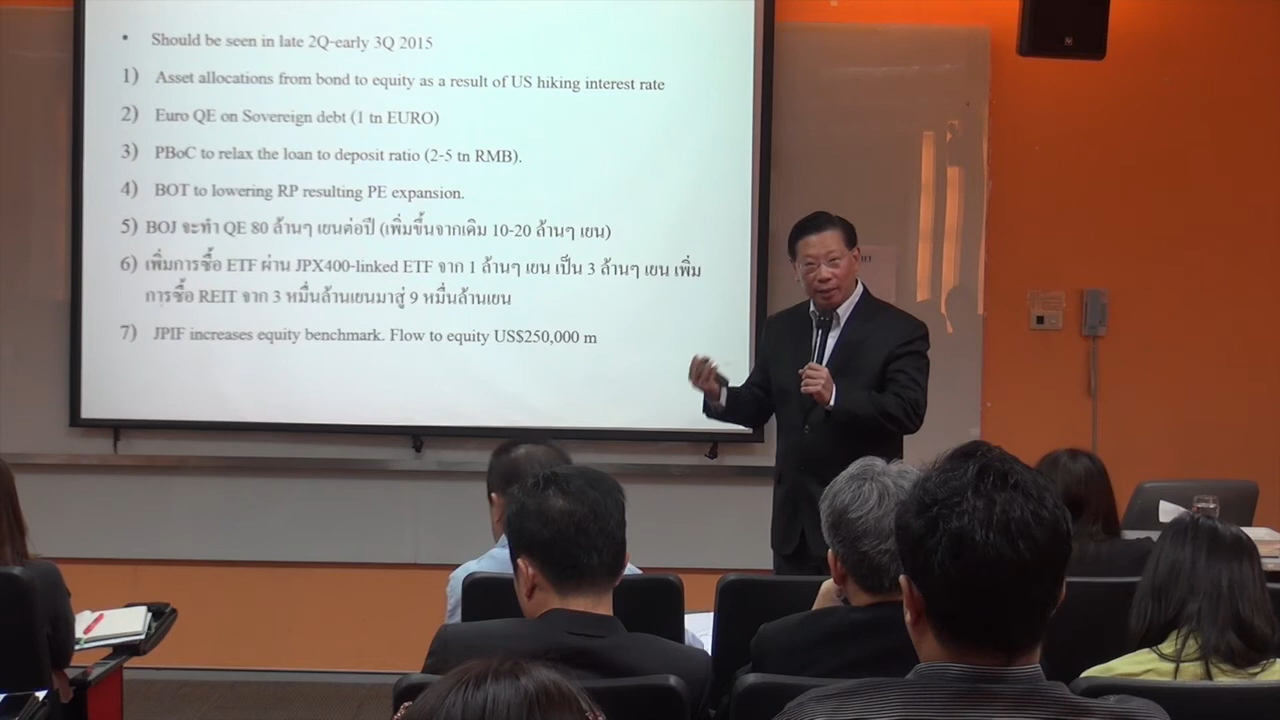 • Should be seen in late 2Q-early 3Q 2015
1) Asset allocations from bond to equity as a result of US hiking interest rate
2) Euro QE on Sovereign debt (1 tn EURO)
3) PBoC to relax the loan to deposit ratio (2-5 tn RMB).
4) BOT to lowering RP resulting PE expansion.
5) BOJ จะทำ QE 80 ล้านๆ เยนต่อปี (เพิ่มขึ้นจากเดิม 10-20 ล้านๆ เยน)
6) เพิ่มการซื้อ ETF ผ่าน JPX400-linked ETF จาก 1 ล้านๆ เยน เป็น 3 ล้านๆ เยน เพิ่ม
การซื้อ REIT จาก 3 หมื่นล้านเยนมาสู่ 9 หมื่นล้านเยน
7) JPIF increases equity benchmark. Flow to equity US$250,000 m